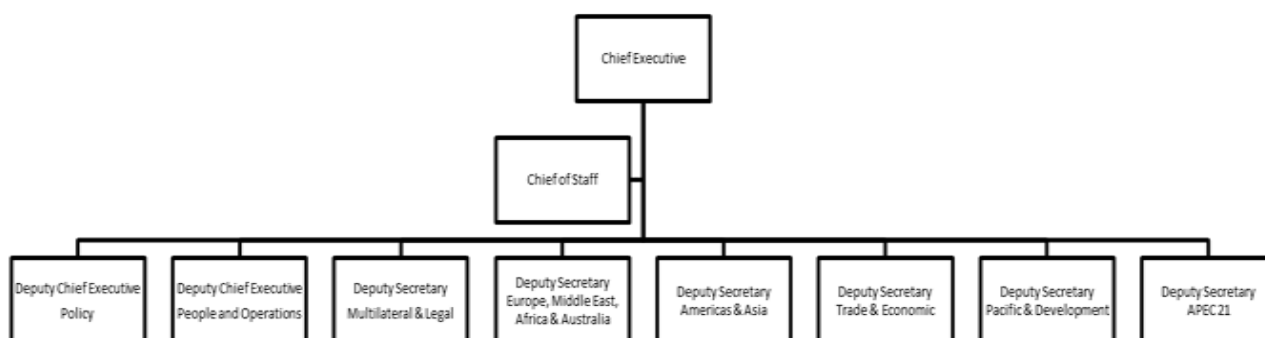 Chief Executive
Chief of Staff
Deputy Chief Executive
Policy
Deputy Chief Executive
People and Operations
Deputy Secretary
Multilateral & Legal
Deputy Secretary
Europe, Middle East,
Africa & Australia
Deputy Secretary
Americas & Asia
Deputy Secretary
Trade & Economic
Deputy Secretary
Pacific & Development
Deputy Secretary
APEC 21